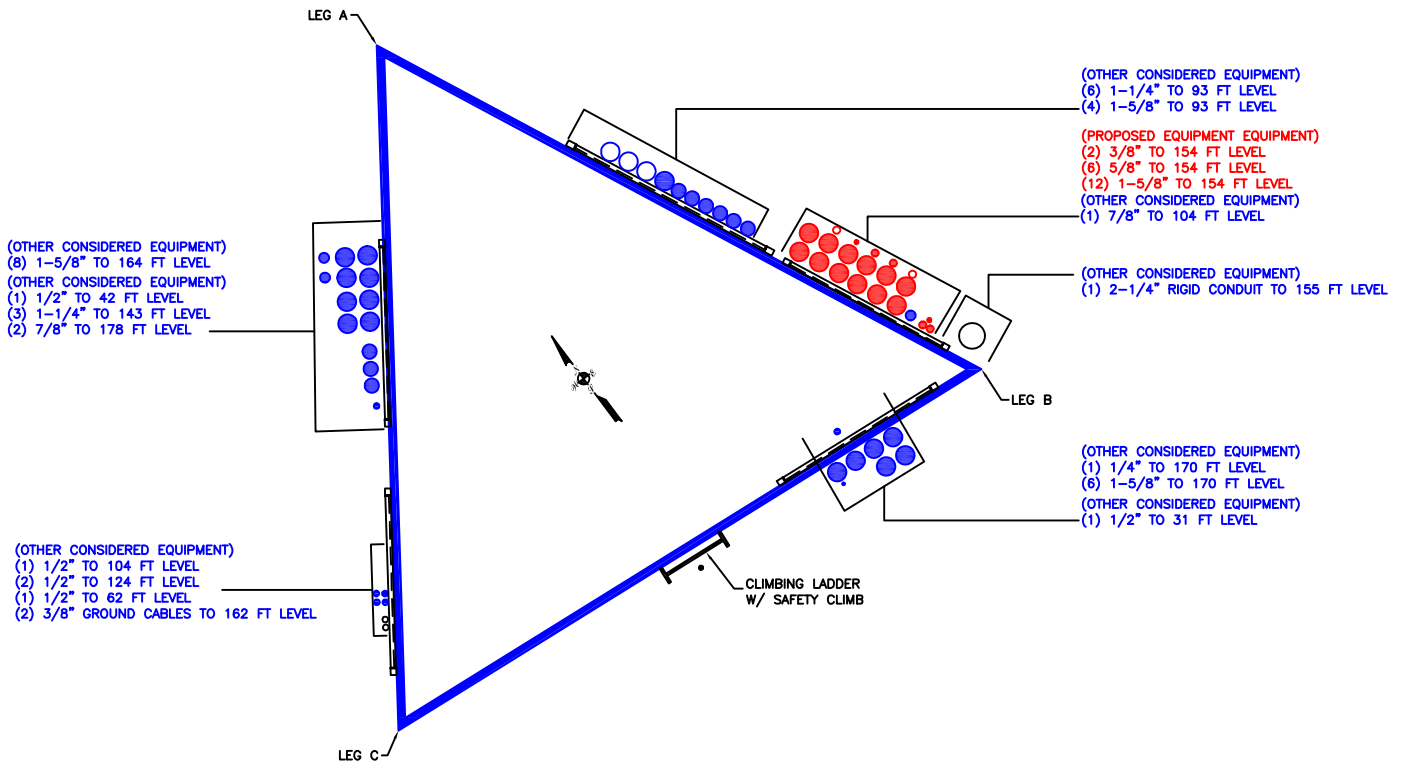 LEG A
(OTHER CONSIDERED EQUIPMENT)
(6) 1-1/4" TO 93 FT LEVEL
(4) 1-5/8" TO 93 FT LEVEL
(PROPOSED EQUIPMENT EQUIPMENT)
(2) 3/8" TO 154 FT LEVEL
(6) 5/8" TO 154 FT LEVEL
(12) 1-5/8" TO 154 FT LEVEL
(OTHER CONSIDERED EQUIPMENT)
(1) 7/8" TO 104 FT LEVEL
(OTHER CONSIDERED EQUIPMENT)
(8) 1-5/8" TO 164 FT LEVEL
(OTHER CONSIDERED EQUIPMENT)
(1) 1/2" TO 42 FT LEVEL
(3) 1-1/4" TO 143 FT LEVEL
(2) 7/8" TO 178 FT LEVEL
(OTHER CONSIDERED EQUIPMENT)
(1) 2-1/4" RIGID CONDUIT TO 155 FT LEVEL
LEG B
(OTHER CONSIDERED EQUIPMENT)
(1) 1/4" TO 170 FT LEVEL
(6) 1-5/8" TO 170 FT LEVEL
(OTHER CONSIDERED EQUIPMENT)
(1) 1/2" TO 31 FT LEVEL
(OTHER CONSIDERED EQUIPMENT)
(1) 1/2" TO 104 FT LEVEL
(2) 1/2" TO 124 FT LEVEL
(1) 1/2" TO 62 FT LEVEL
(2) 3/8" GROUND CABLES TO 162 FT LEVEL
CLIMBING LADDER
W/ SAFETY CLIMB
LEG C